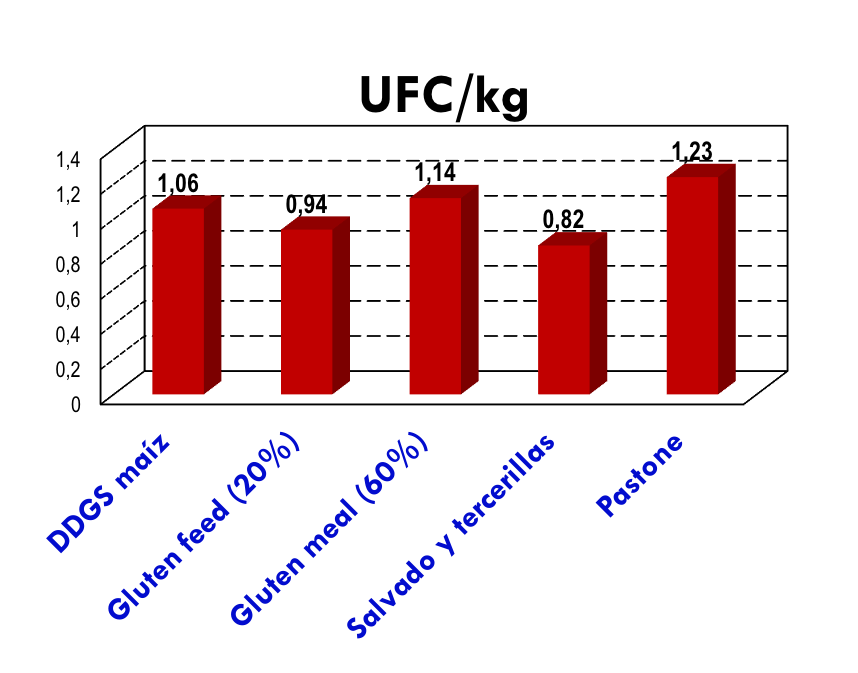 UFC/kg
1,4
1,2
1
0,8
0,6
0,4
0,2
0
1,06
0,94
1,14
0,82
1,23
DDGS maíz
Gluten feed (20%)
Gluten meal (60%)
Salvado y tercerillas
Pastone